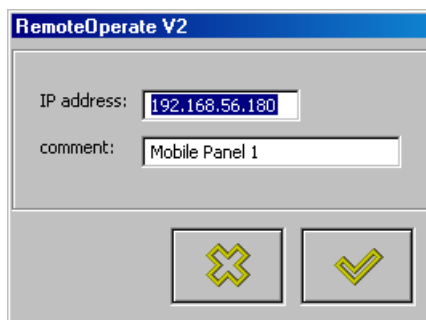 RemoteOperate V2
IP address: 192.168.56.180
comment: Mobile Panel 1